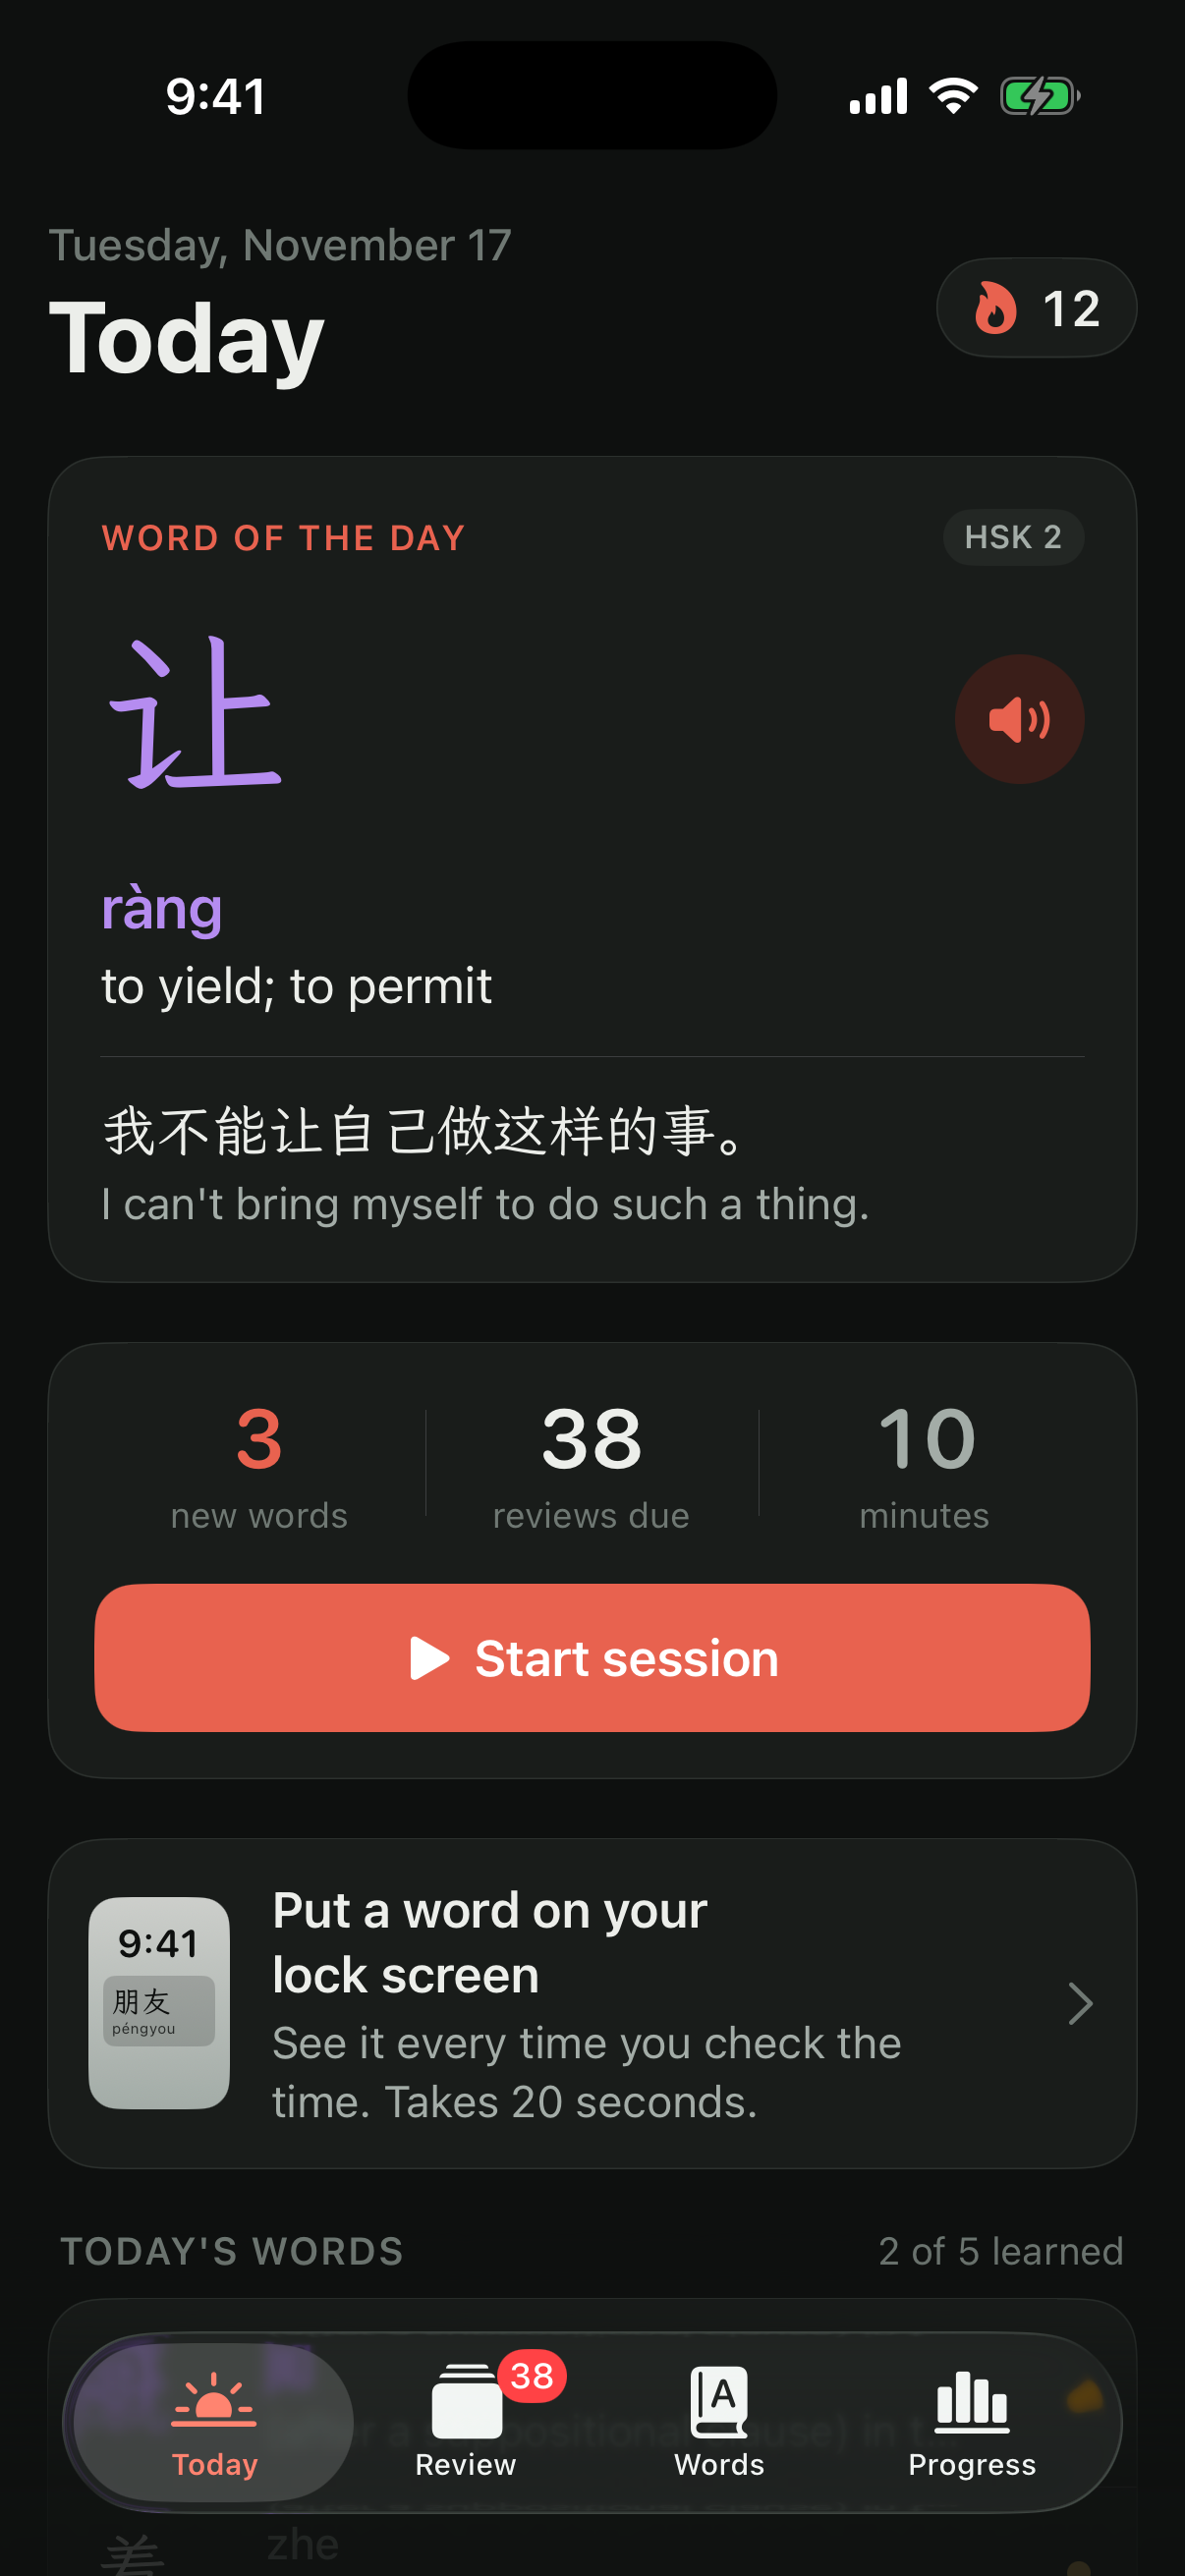 9:41
Tuesday, November 17
Today
12
WORD OF THE DAY
HSK 2
让
ràng
to yield; to permit
我不能让自己做这样的事。
I can't bring myself to do such a thing.
3
new words
38
reviews due
10
minutes
Start session
9:41
朋友
péngyou
Put a word on your
lock screen
See it every time you check the
time. Takes 20 seconds.
TODAY'S WORDS
2 of 5 learned
38
A
Today
Review
Words
Progress
着
zhe